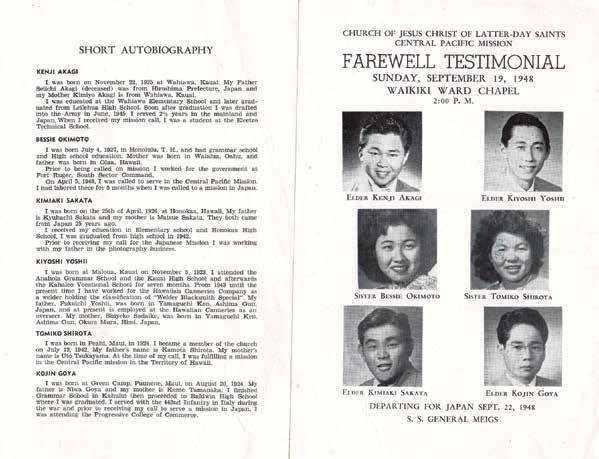 SHORT AUTOBIOGRAPHY
KENJI AKAGI
I was born on November 22, 1925 at Wahiawa, Kauai. My Father
Seiichi Akagi (deceased) was from Hiroshima Prefecture, Japan and
my Mother Kimiyo Akagi is from Wahiawa, Kauai.
I was educated at the Wahiawa Elementary School and later grad-
uated from Leilehua High School. Soon after graduation I was drafted
into the Army in June, 1945. I served 2½ years in the mainland and
Japan. When I received my mission call, I was a student at the Electra
Technical School.
BESSIE OKIMOTO
I was born July 4, 1927, in Honolulu, T. H., and had grammar school
and High school education. Mother was born in Waialua, Oahu, and
father was born in Olaa, Hawaii.
Prior to being called on mission I worked for the government at
Fort Ruger, South Sector Command.
On April 5, 1948, I was called to serve in the Central Pacific Mission.
I had labored there for 5 months when I was called to a mission in Japan.
KIMIAKI SAKATA
I was born on the 25th of April, 1926, at Honokaa, Hawaii. My father
is Kyuhachi Sakata and my mother is Matsue Sakata. They both came
from Japan 25 years ago.
I received my education in Elementary school and Honokaa High
School, I was graduated from high school in 1942.
Prior to receiving my call for the Japanese Mission I was working
with my father in the photography business.
KIYOSHI YOSHII
I was born at Maloua, Kauai on November 5, 1923. I attended the
Anahola Grammar School and the Kauai High School and afterwards
the Kahaleo Vocational School for seven months. From 1943 until the
present time I have worked for the Hawaiian Canneries Company as
a welder holding the classification of "Welder Blacksmith Special". My
father, Fukuichi Yoshii, was born in Yamaguchi Ken, Ashima Gun,
Japan, and at present is employed at the Hawaiian Canneries as an
overseer. My mother, Shigeyo Sadaike, was born in Yamaguchi Ken,
Ashima Gun, Okura Mura, Himi, Japan.
TOMIKO SHIROTA
I was born in Peahi, Maui, in 1924. I became a member of the church
on July 12, 1942. My father's name is Kamota Shirota. My mother's
name is Uto Tsukayama. At the time of my call, I was fulfilling a mission
in the Central Pacific Mission in the Territory of Hawaii.
KOJIN GOYA
I was born at Green Camp, Puunene, Maui, on August 26, 1924. My
father is Niwa Goya and my mother is Kame Tamanaha. I finished
Grammar School in Kahului then proceeded to Baldwin High School
where I was graduated. I served with the 442nd Infantry in Italy during
the war and prior to receiving my call to serve a mission in Japan, I
was attending the Progressive College of Commerce.
CHURCH OF JESUS CHRIST OF LATTER-DAY SAINTS
CENTRAL PACIFIC MISSION
FAREWELL TESTIMONIAL
SUNDAY, SEPTEMBER 19, 1948
WAIKIKI WARD CHAPEL
2:00 P. M.
ELDER KENJI AKAGI
ELDER KIYOSHI YOSHII
SISTER BESSIE OKIMOTO
SISTER TOMIKO SHIROTA
ELDER KIMIAKI SAKATA
ELDER KOJIN GOYA
DEPARTING FOR JAPAN SEPT. 22, 1948
S. S. GENERAL MEIGS